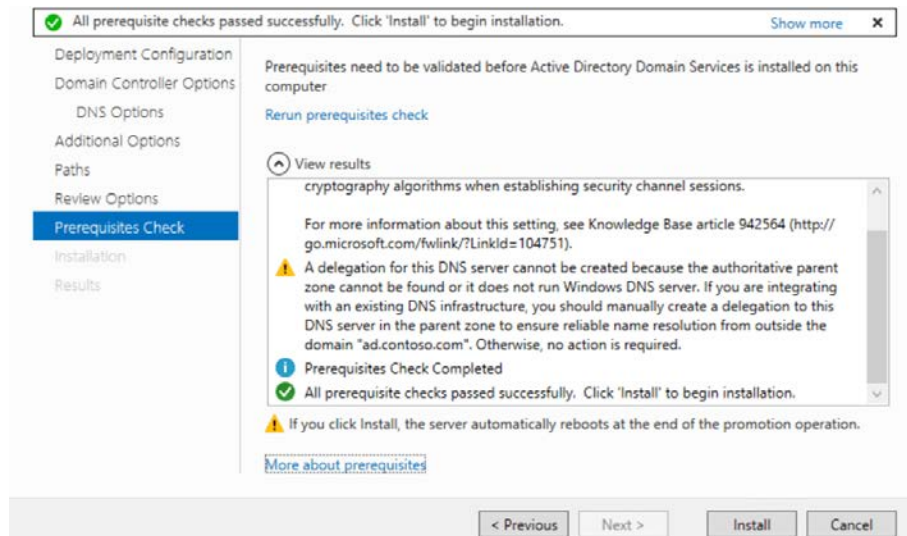 All prerequisite checks passed successfully.  Click 'Install' to begin installation.
Show more
×
Deployment Configuration
Domain Controller Options
DNS Options
Additional Options
Paths
Review Options
Prerequisites Check
Installation
Results
Prerequisites need to be validated before Active Directory Domain Services is installed on this
computer
Rerun prerequisites check
View results
cryptography algorithms when establishing security channel sessions.
For more information about this setting, see Knowledge Base article 942564 (http://
go.microsoft.com/fwlink/?LinkId=104751).
A delegation for this DNS server cannot be created because the authoritative parent
zone cannot be found or it does not run Windows DNS server. If you are integrating
with an existing DNS infrastructure, you should manually create a delegation to this
DNS server in the parent zone to ensure reliable name resolution from outside the
domain "ad.contoso.com". Otherwise, no action is required.
Prerequisites Check Completed
All prerequisite checks passed successfully.  Click 'Install' to begin installation.
If you click Install, the server automatically reboots at the end of the promotion operation.
More about prerequisites
< Previous
Next >
Install
Cancel